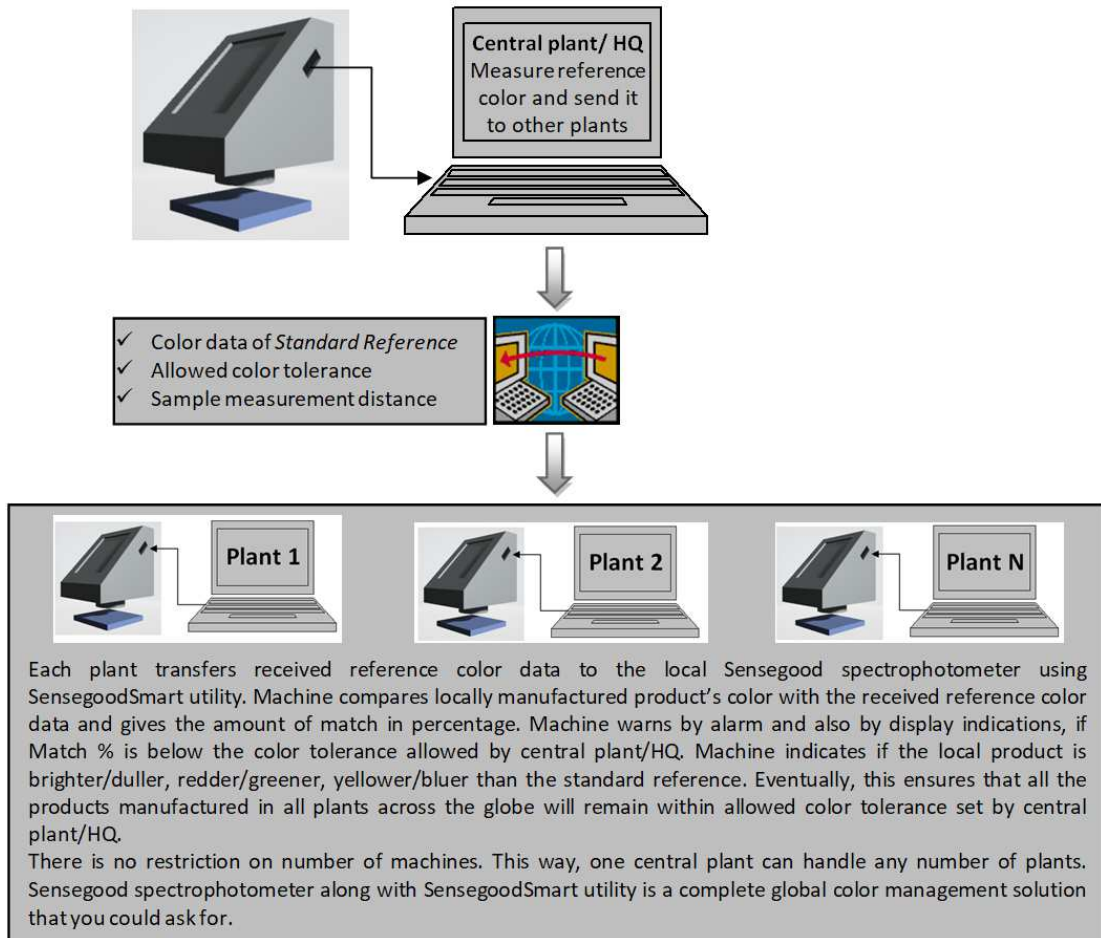 Central plant/ HQ
Measure reference
color and send it
to other plants
✓ Color data of Standard Reference
✓ Allowed color tolerance
✓ Sample measurement distance
Plant 1
Plant 2
Plant N
Each plant transfers received reference color data to the local Sensegood spectrophotometer using
SensegoodSmart utility. Machine compares locally manufactured product’s color with the received reference color
data and gives the amount of match in percentage. Machine warns by alarm and also by display indications, if
Match % is below the color tolerance allowed by central plant/HQ. Machine indicates if the local product is
brighter/duller, redder/greener, yellower/bluer than the standard reference. Eventually, this ensures that all the
products manufactured in all plants across the globe will remain within allowed color tolerance set by central
plant/HQ.
There is no restriction on number of machines. This way, one central plant can handle any number of plants.
Sensegood spectrophotometer along with SensegoodSmart utility is a complete global color management solution
that you could ask for.